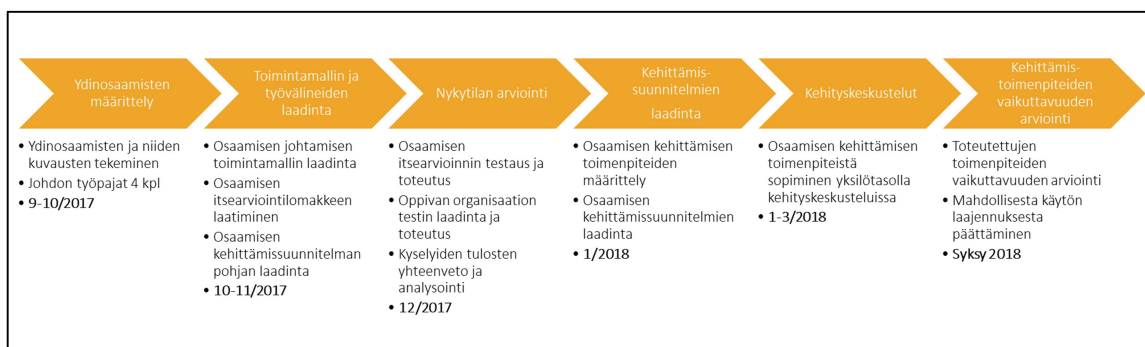 Ydinosaamisten
määrittely
Toimintamallin ja
työvälineiden
laadinta
Nykytilan arviointi
Kehittämis-
suunnitelmien
laadinta
Kehityskeskustelut
Kehittämis-
toimenpiteiden
vaikuttavuuden
arviointi
• Ydinosaamisten ja niiden
kuvausten tekeminen
• Johdon työpajat 4 kpl
• 9-10/2017
• Osaamisen johtamisen
toimintamallin laadinta
• Osaamisen
itsearviointilomakkeen
laatiminen
• Osaamisen
kehittämissuunnitelman
pohjan laadinta
• 10-11/2017
• Osaamisen
itsearvioinnin testaus ja
toteutus
• Oppivan organisaation
testin laadinta ja
toteutus
• Kyselyiden tulosten
yhteenveto ja
analysointi
• 12/2017
• Osaamisen kehittämisen
toimenpiteiden
määrittely
• Osaamisen
kehittämissuunnitelmien
laadinta
• 1/2018
• Osaamisen kehittämisen
toimenpiteistä
sopiminen yksilötasolla
kehityskeskusteluissa
• 1-3/2018
• Toteutettujen
toimenpiteiden
vaikuttavuuden arviointi
• Mahdollisesta käytön
laajennuksesta
päättäminen
• Syksy 2018